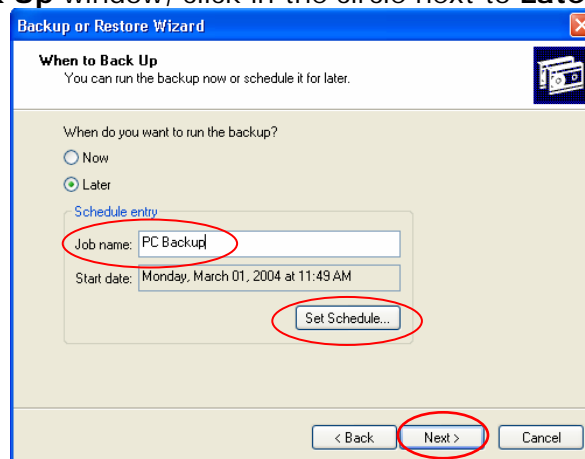 Up window, click in the circle next to Late
Backup or Restore Wizard
When to Back Up
You can run the backup now or schedule it for later.
When do you want to run the backup?
Now
Later
Schedule entry
Job name: PC Backup
Start date: Monday, March 01, 2004 at 11:49 AM
Set Schedule...
< Back Next > Cancel